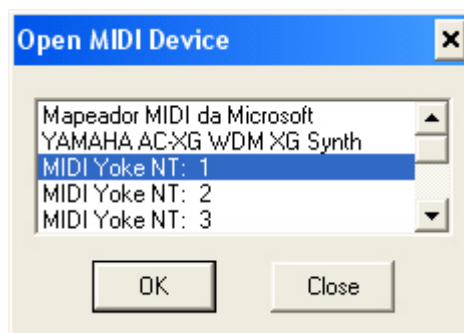 Open MIDI Device
Mapeador MIDI da Microsoft
YAMAHA AC-XG WDM XG Synth
MIDI Yoke NT:  1
MIDI Yoke NT:  2
MIDI Yoke NT:  3
OK
Close